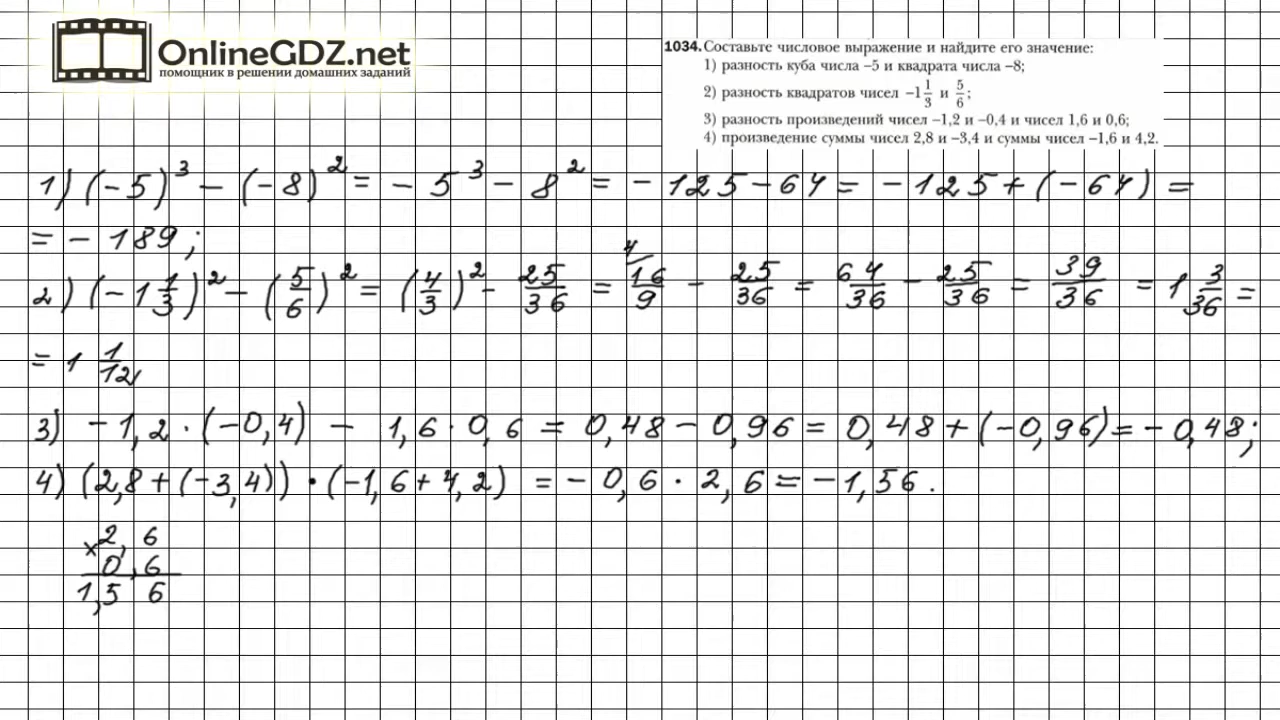 OnlineGDZ.net
помощник в решении домашних заданий
1034. Составьте числовое выражение и найдите его значение:
1) разность куба числа –5 и квадрата числа –8;
2) разность квадратов чисел –1 1/3 и 5/6;
3) разность произведений чисел –1,2 и –0,4 и чисел 1,6 и 0,6;
4) произведение суммы чисел 2,8 и –3,4 и суммы чисел –1,6 и 4,2.
1) (-5)³ - (-8)² = - 5³ - 8² = - 125 - 64 = - 125 + (-64) =
= - 189;
2) (-1 1/3)² - (5/6)² = (4/3)² - 25/36 = 16/9 ⁴ - 25/36 = 64/36 - 25/36 = 39/36 = 1 3/36 =
= 1 1/12
3) -1,2 · (-0,4) - 1,6 · 0,6 = 0,48 - 0,96 = 0,48 + (-0,96) = - 0,48;
4) (2,8 + (-3,4)) · (-1,6 + 4,2) = - 0,6 · 2,6 = - 1,56.
× 2,6
0,6
1,56